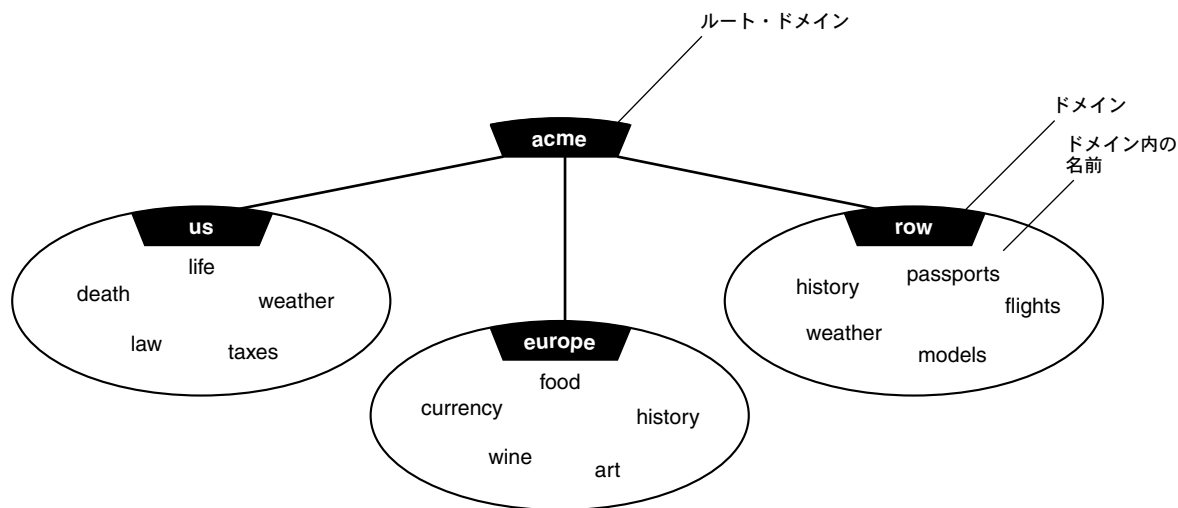 ルート・ドメイン
ドメイン
ドメイン内の
名前
acme
us
life
death
weather
law
taxes
row
passports
history
flights
weather
models
europe
food
currency
history
wine
art